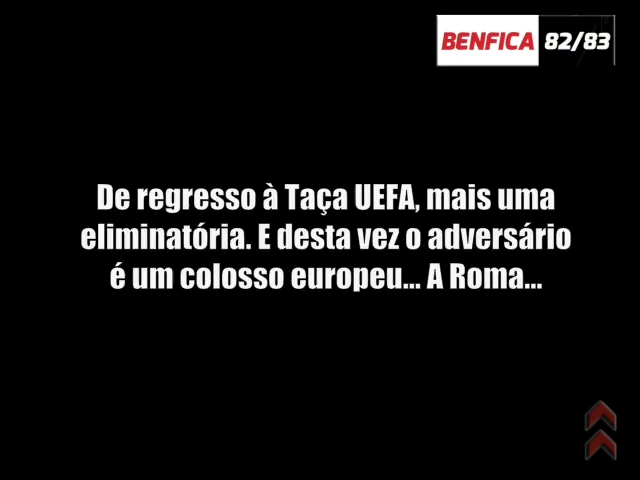 BENFICA 82/83
De regresso à Taça UEFA, mais uma
eliminatória. E desta vez o adversário
é um colosso europeu... A Roma...